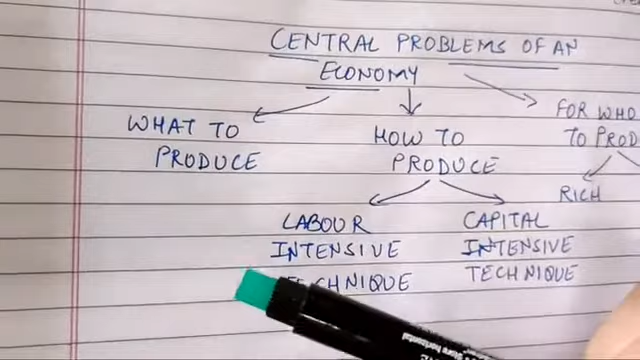 CENTRAL PROBLEMS OF AN
ECONOMY
WHAT TO
PRODUCE
HOW TO
PRODUCE
FOR WHO
TO PROD
LABOUR
INTENSIVE
TECHNIQUE
CAPITAL
INTENSIVE
TECHNIQUE
RICH